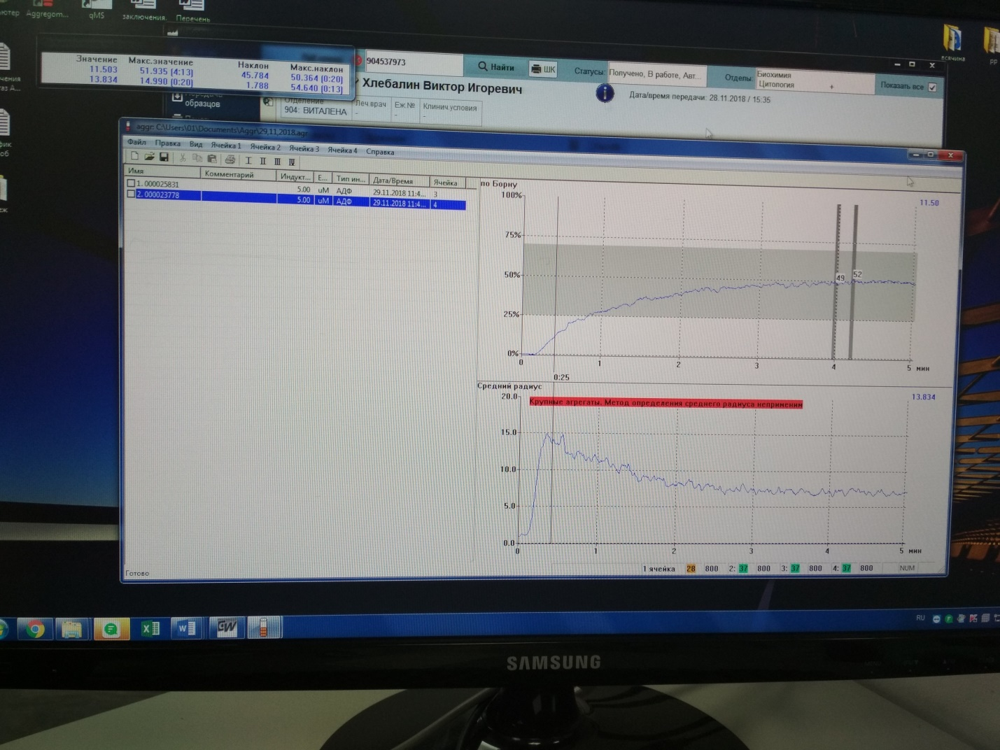 Aggregom...
qMS
заключения.
Перечень
есячина
Значение Макс.значение Наклон Макс.наклон
11.503 51.935 [4:13] 45.784 50.364 [0:20]
13.834 14.990 [0:20] 1.788 54.640 [0:13]
904537973
Найти
ШК
Статусы:
Получено, В работе, Авт...
Отделы:
Биохимия
Цитология
+
Показать все
Хлебалин Виктор Игоревич
Дата/время передачи: 28.11.2018 / 15:35
образцов
Отделение
904: ВИТАЛЕНА
Леч.врач
-
Еж.№
-
Клинич условия
-
aggr: C:\Users\01\Documents\Aggr\29,11,2018.agr
Файл Правка Вид Ячейка 1 Ячейка 2 Ячейка 3 Ячейка 4 Справка
I II III IV
Имя Комментарий Индукт... Е... Тип ин... Дата/Время Ячейка
1. 000025831 5.00 uM АДФ 29.11.2018 11:4... 3
2. 000023778 5.00 uM АДФ 29.11.2018 11:4... 4
по Борну
11.50
100%
75%
50%
25%
0%
49
52
0 1 2 3 4 5 мин
0:25
Средний радиус
13.834
20.0
Крупные агрегаты. Метод определения среднего радиуса неприменим
15.0
10.0
5.0
0.0
0 1 2 3 4 5 мин
Готово
1 ячейка 28 800 2: 37 800 3: 37 800 4: 37 800 NUM
GW
RU
SAMSUNG